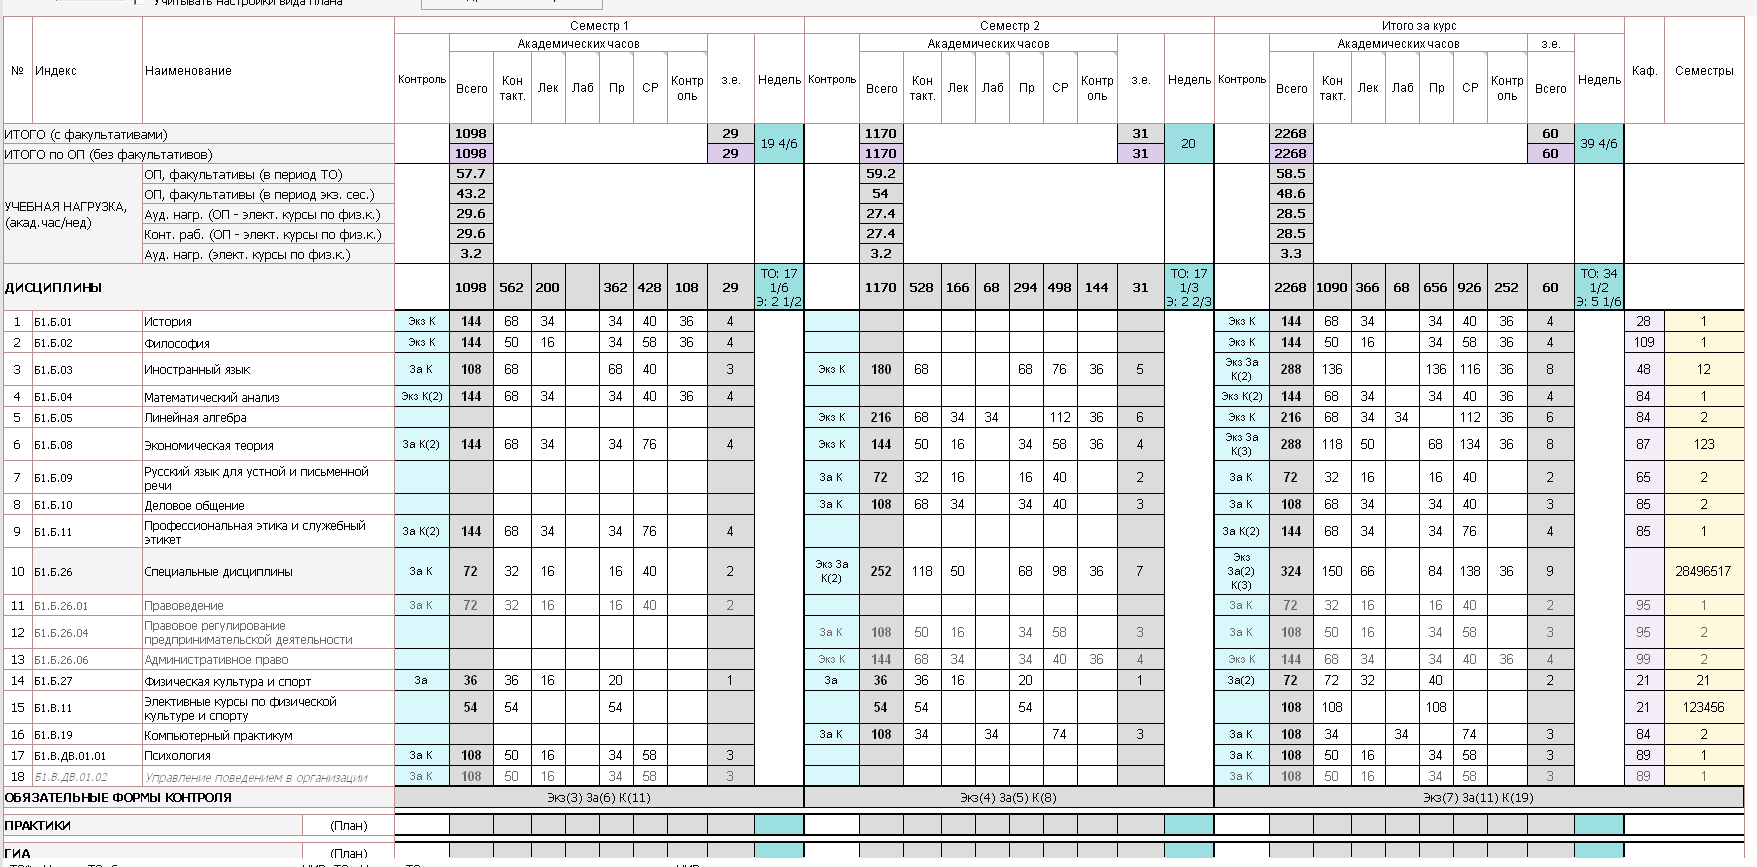 Учитывать настройки вида Плана
Семестр 1 Семестр 2 Итого за курс
№ Индекс Наименование Контроль Академических часов з.е. Недель Контроль Академических часов з.е. Недель Контроль Академических часов з.е. Недель Каф. Семестры
Всего Кон такт. Лек Лаб Пр СР Контр оль Всего Кон такт. Лек Лаб Пр СР Контр оль Всего Кон такт. Лек Лаб Пр СР Контр оль Всего
ИТОГО (с факультативами) 1098 29 19 4/6 1170 31 20 2268 60 39 4/6
ИТОГО по ОП (без факультативов) 1098 29 1170 31 2268 60
УЧЕБНАЯ НАГРУЗКА, (акад.час/нед)
ОП, факультативы (в период ТО) 57.7 59.2 58.5
ОП, факультативы (в период экз. сес.) 43.2 54 48.6
Ауд. нагр. (ОП - элект. курсы по физ.к.) 29.6 27.4 28.5
Конт. раб. (ОП - элект. курсы по физ.к.) 29.6 27.4 28.5
Ауд. нагр. (элект. курсы по физ.к.) 3.2 3.2 3.3
ДИСЦИПЛИНЫ 1098 562 200 362 428 108 29 ТО: 17 1/6 Э: 2 1/2 1170 528 166 68 294 498 144 31 ТО: 17 1/3 Э: 2 2/3 2268 1090 366 68 656 926 252 60 ТО: 34 1/2 Э: 5 1/6
1 Б1.Б.01 История Экз К 144 68 34 34 40 36 4 Экз К 144 68 34 34 40 36 4 28 1
2 Б1.Б.02 Философия Экз К 144 50 16 34 58 36 4 Экз К 144 50 16 34 58 36 4 109 1
3 Б1.Б.03 Иностранный язык За К 108 68 68 40 3 Экз К 180 68 68 76 36 5 Экз За К(2) 288 136 136 116 36 8 48 12
4 Б1.Б.04 Математический анализ Экз К(2) 144 68 34 34 40 36 4 Экз К(2) 144 68 34 34 40 36 4 84 1
5 Б1.Б.05 Линейная алгебра Экз К 216 68 34 34 112 36 6 Экз К 216 68 34 34 112 36 6 84 2
6 Б1.Б.08 Экономическая теория За К(2) 144 68 34 34 76 4 Экз К 144 50 16 34 58 36 4 Экз За К(3) 288 118 50 68 134 36 8 87 123
7 Б1.Б.09 Русский язык для устной и письменной речи За К 72 32 16 16 40 2 За К 72 32 16 16 40 2 65 2
8 Б1.Б.10 Деловое общение За К 108 68 34 34 40 3 За К 108 68 34 34 40 3 85 2
9 Б1.Б.11 Профессиональная этика и служебный этикет За К(2) 144 68 34 34 76 4 За К(2) 144 68 34 34 76 4 85 1
10 Б1.Б.26 Специальные дисциплины За К 72 32 16 16 40 2 Экз За К(2) 252 118 50 68 98 36 7 Экз За(2) К(3) 324 150 66 84 138 36 9 28496517
11 Б1.Б.26.01 Правоведение За К 72 32 16 16 40 2 За К 72 32 16 16 40 2 95 1
12 Б1.Б.26.04 Правовое регулирование предпринимательской деятельности За К 108 50 16 34 58 3 За К 108 50 16 34 58 3 95 2
13 Б1.Б.26.06 Административное право Экз К 144 68 34 34 40 36 4 Экз К 144 68 34 34 40 36 4 99 2
14 Б1.Б.27 Физическая культура и спорт За 36 36 16 20 1 За 36 36 16 20 1 За(2) 72 72 32 40 2 21 21
15 Б1.В.11 Элективные курсы по физической культуре и спорту 54 54 54 54 54 54 108 108 108 21 123456
16 Б1.В.19 Компьютерный практикум За К 108 34 34 74 3 За К 108 34 34 74 3 84 2
17 Б1.В.ДВ.01.01 Психология За К 108 50 16 34 58 3 За К 108 50 16 34 58 3 89 1
18 Б1.В.ДВ.01.02 Управление поведением в организации За К 108 50 16 34 58 3 За К 108 50 16 34 58 3 89 1
ОБЯЗАТЕЛЬНЫЕ ФОРМЫ КОНТРОЛЯ Экз(3) За(6) К(11) Экз(4) За(5) К(8) Экз(7) За(11) К(19)
ПРАКТИКИ (План)
ГИА (План)